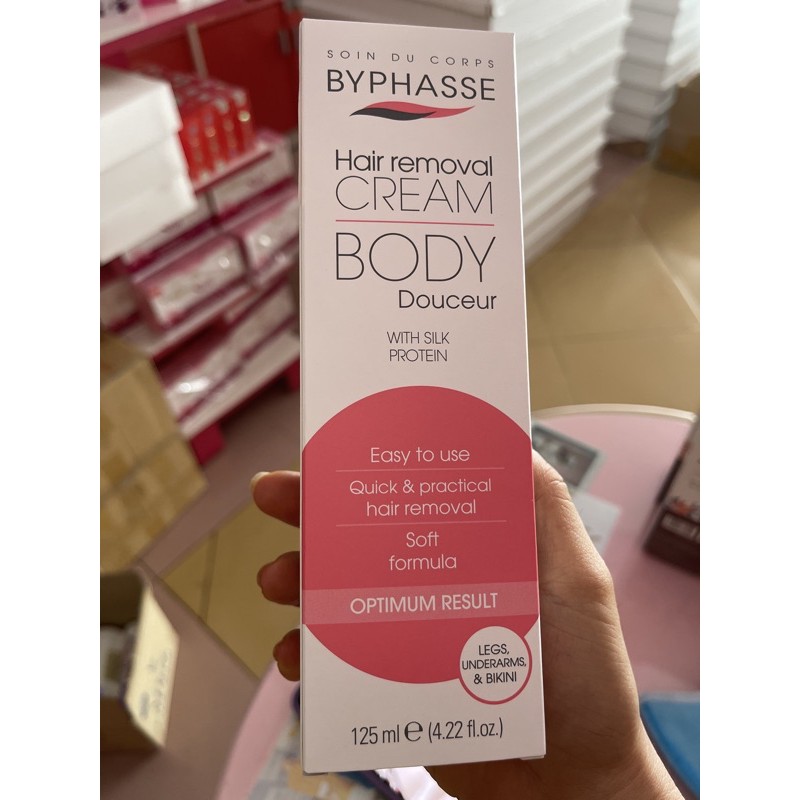 SOIN DU CORPS
BYPHASSE
Hair removal
CREAM
BODY
Douceur
WITH SILK
PROTEIN
Easy to use
Quick & practical
hair removal
Soft
formula
OPTIMUM RESULT
LEGS,
UNDERARMS,
& BIKINI
125 ml ℮ (4.22 fl.oz.)